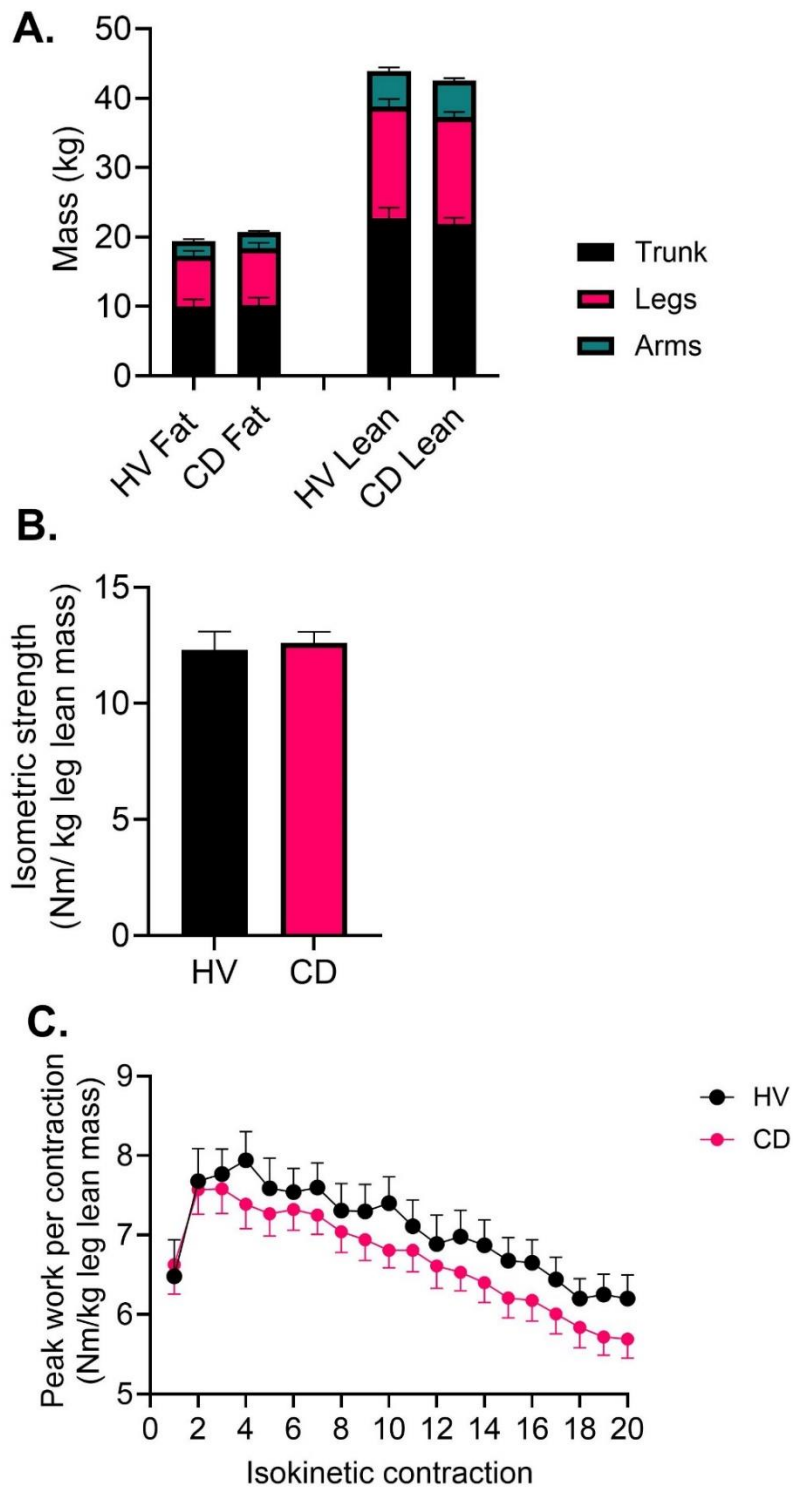 A.
Mass (kg)
50
40
30
20
10
0
HV Fat
CD Fat
HV Lean
CD Lean
Trunk
Legs
Arms
B.
Isometric strength
(Nm/ kg leg lean mass)
15
10
5
0
HV
CD
C.
Peak work per contraction
(Nm/kg leg lean mass)
9
8
7
6
5
0 2 4 6 8 10 12 14 16 18 20
Isokinetic contraction
HV
CD